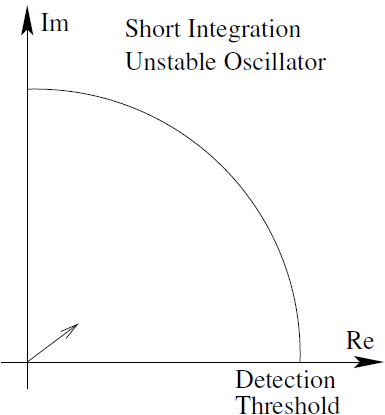 Im
Short Integration
Unstable Oscillator
Re
Detection
Threshold